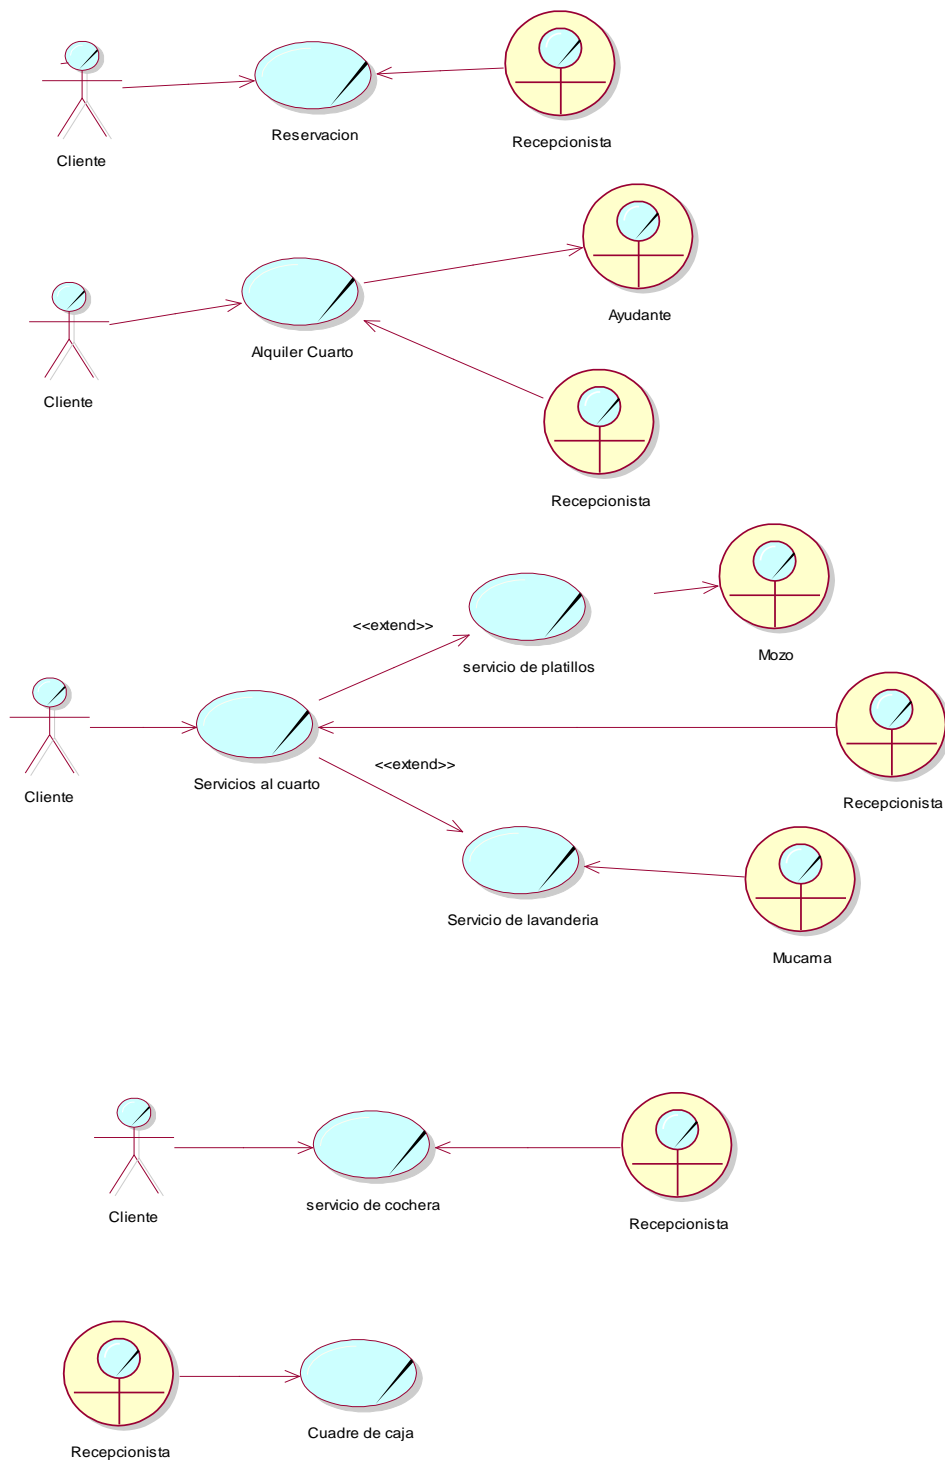 Reservacion
Recepcionista
Cliente
Ayudante
Alquiler Cuarto
Cliente
Recepcionista
<<extend>>
servicio de platillos
Mozo
<<extend>>
Servicios al cuarto
Cliente
Recepcionista
Servicio de lavanderia
Mucama
servicio de cochera
Cliente
Recepcionista
Cuadre de caja
Recepcionista